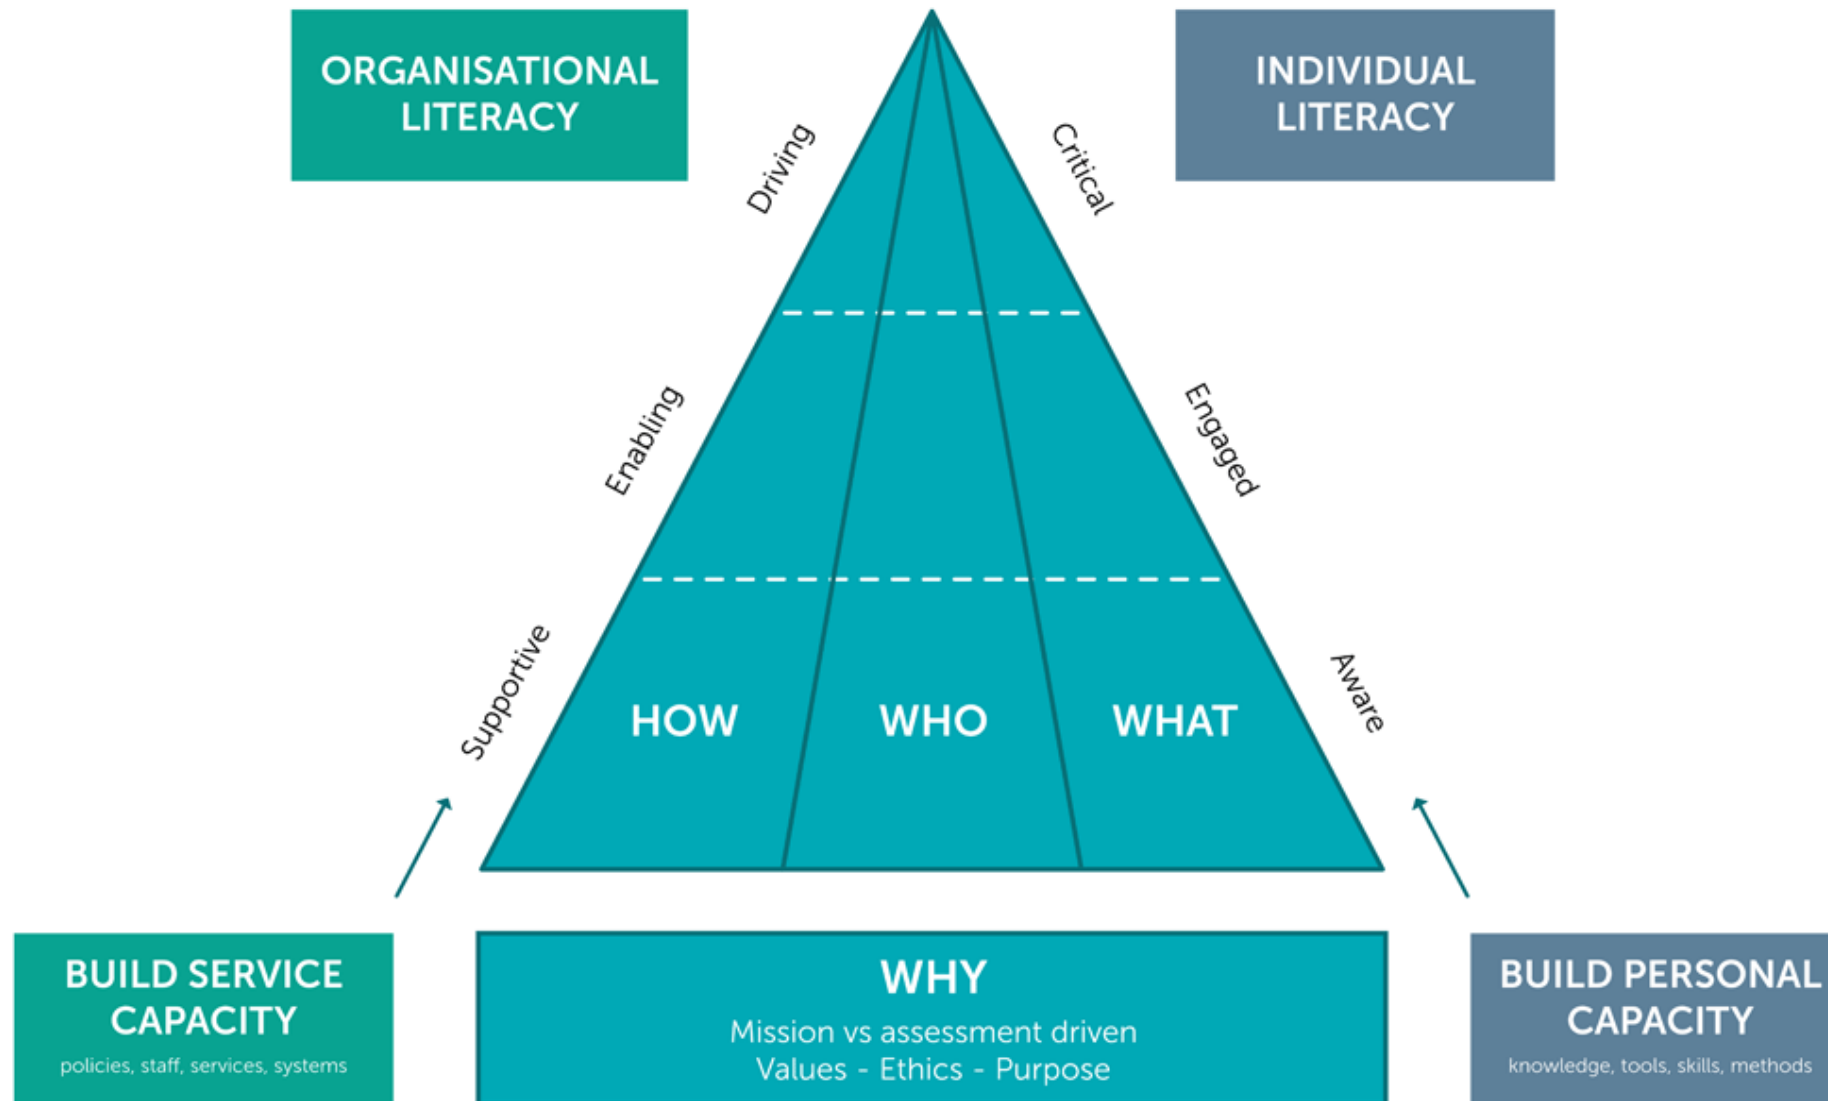 ORGANISATIONAL
LITERACY
INDIVIDUAL
LITERACY
Driving
Critical
Enabling
Engaged
Supportive
Aware
HOW
WHO
WHAT
BUILD SERVICE
CAPACITY
policies, staff, services, systems
WHY
Mission vs assessment driven
Values - Ethics - Purpose
BUILD PERSONAL
CAPACITY
knowledge, tools, skills, methods